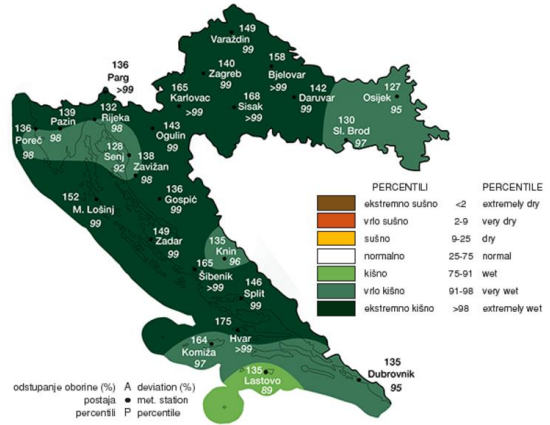 149
Varaždin
99
140
Zagreb
99
158
Bjelovar
>99
136
Parg
>99
165
Karlovac
>99
168
Sisak
>99
142
Daruvar
99
127
Osijek
95
130
Sl. Brod
97
132
Rijeka
98
139
Pazin
98
136
Poreč
98
143
Ogulin
99
128
Senj
92
138
Zavižan
98
136
Gospić
99
152
M. Lošinj
99
149
Zadar
99
135
Knin
96
165
Šibenik
>99
146
Split
99
175
Hvar
>99
164
Komiža
97
135
Lastovo
89
135
Dubrovnik
95
PERCENTILI PERCENTILE
ekstremno sušno <2 extremely dry
vrlo sušno 2-9 very dry
sušno 9-25 dry
normalno 25-75 normal
kišno 75-91 wet
vrlo kišno 91-98 very wet
ekstremno kišno >98 extremely wet
odstupanje oborine (%) A deviation (%)
postaja met. station
percentili P percentile